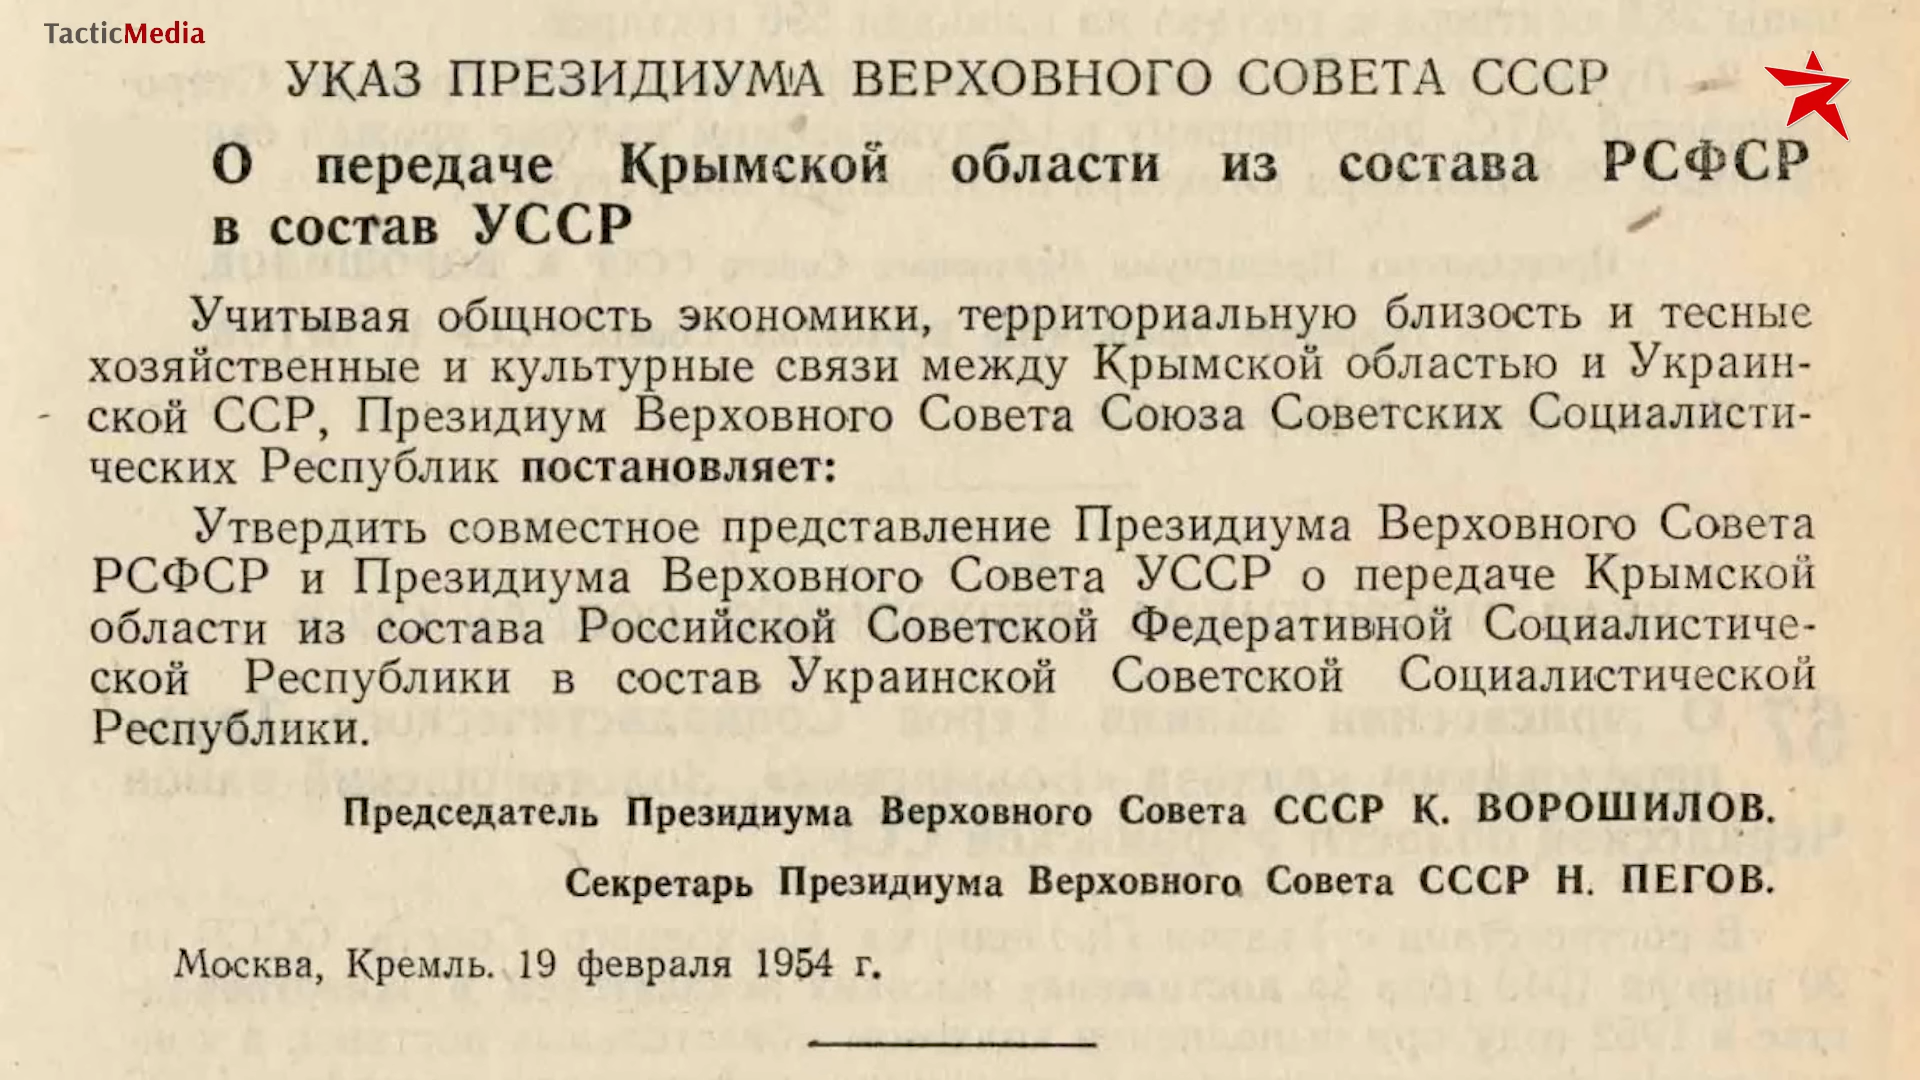 TacticMedia
УКАЗ ПРЕЗИДИУМА ВЕРХОВНОГО СОВЕТА СССР
О передаче Крымской области из состава РСФСР
в состав УССР
Учитывая общность экономики, территориальную близость и тесные
хозяйственные и культурные связи между Крымской областью и Украин-
ской ССР, Президиум Верховного Совета Союза Советских Социалисти-
ческих Республик постановляет:
Утвердить совместное представление Президиума Верховного Совета
РСФСР и Президиума Верховного Совета УССР о передаче Крымской
области из состава Российской Советской Федеративной Социалистиче-
ской Республики в состав Украинской Советской Социалистической
Республики.
Председатель Президиума Верховного Совета СССР К. ВОРОШИЛОВ.
Секретарь Президиума Верховного Совета СССР Н. ПЕГОВ.
Москва, Кремль. 19 февраля 1954 г.